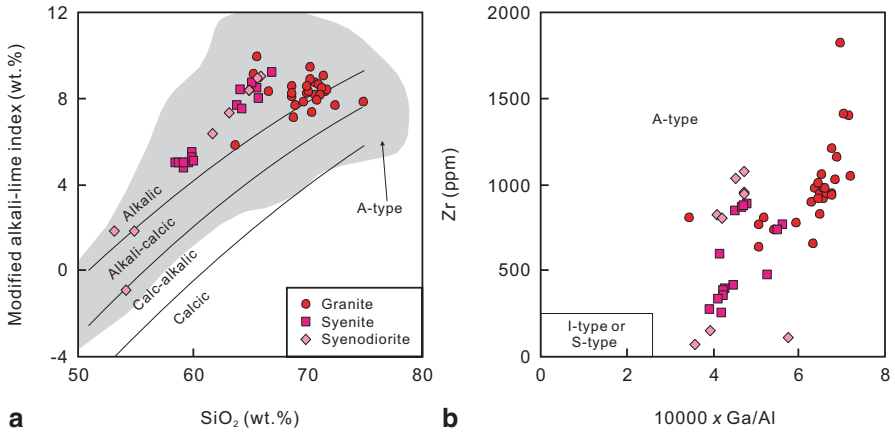 12
8
4
0
-4
Modified alkali-lime index (wt.%)
Alkalic
Alkali-calcic
Calc-alkalic
Calcic
A-type
Granite
Syenite
Syenodiorite
50
60
70
80
SiO₂ (wt.%)
a
2000
1500
1000
500
0
Zr (ppm)
A-type
I-type or
S-type
0
2
4
6
8
10000 x Ga/Al
b